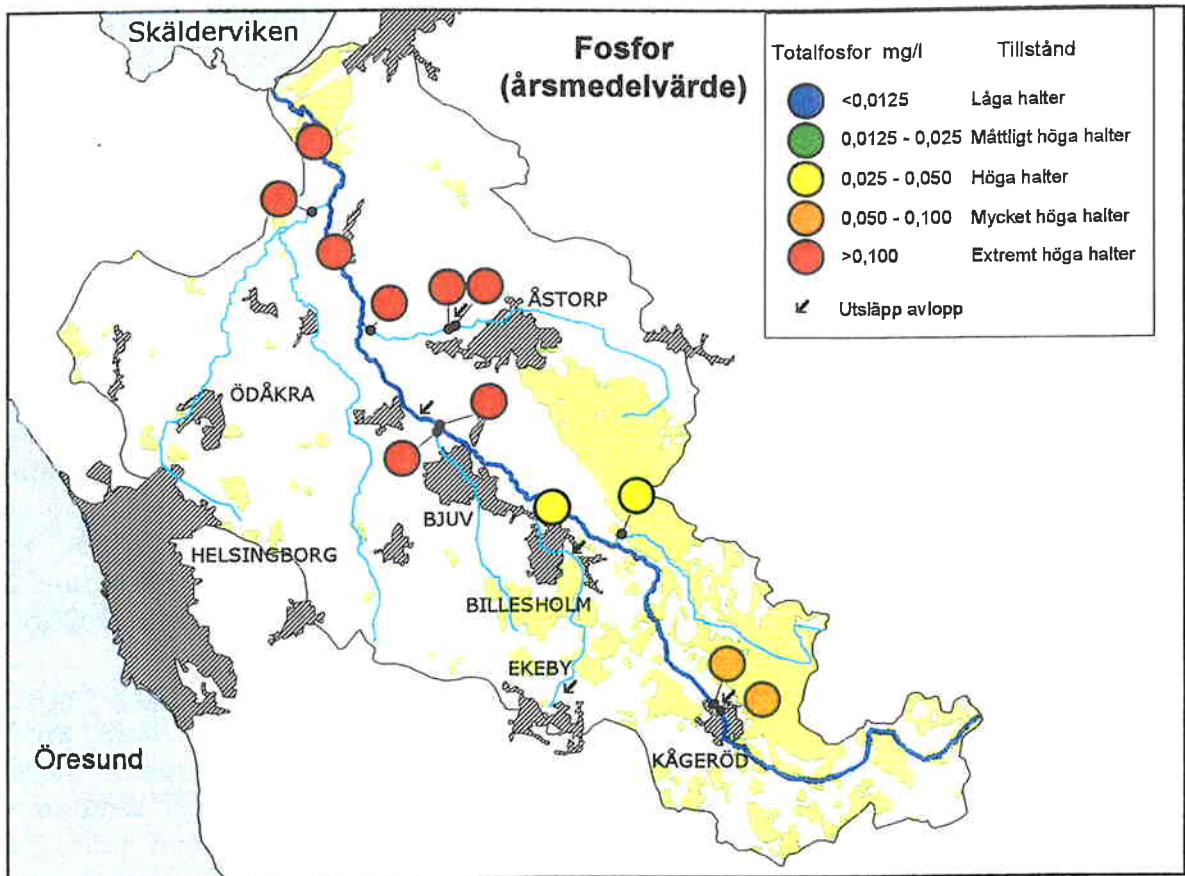 Skälderviken
Fosfor
(årsmedelvärde)
Totalfosfor mg/l Tillstånd
<0,0125 Låga halter
0,0125 - 0,025 Måttligt höga halter
0,025 - 0,050 Höga halter
0,050 - 0,100 Mycket höga halter
>0,100 Extremt höga halter
Utsläpp avlopp
ÅSTORP
ÖDÅKRA
BJUV
HELSINGBORG
BILLESHOLM
EKEBY
KÅGERÖD
Öresund